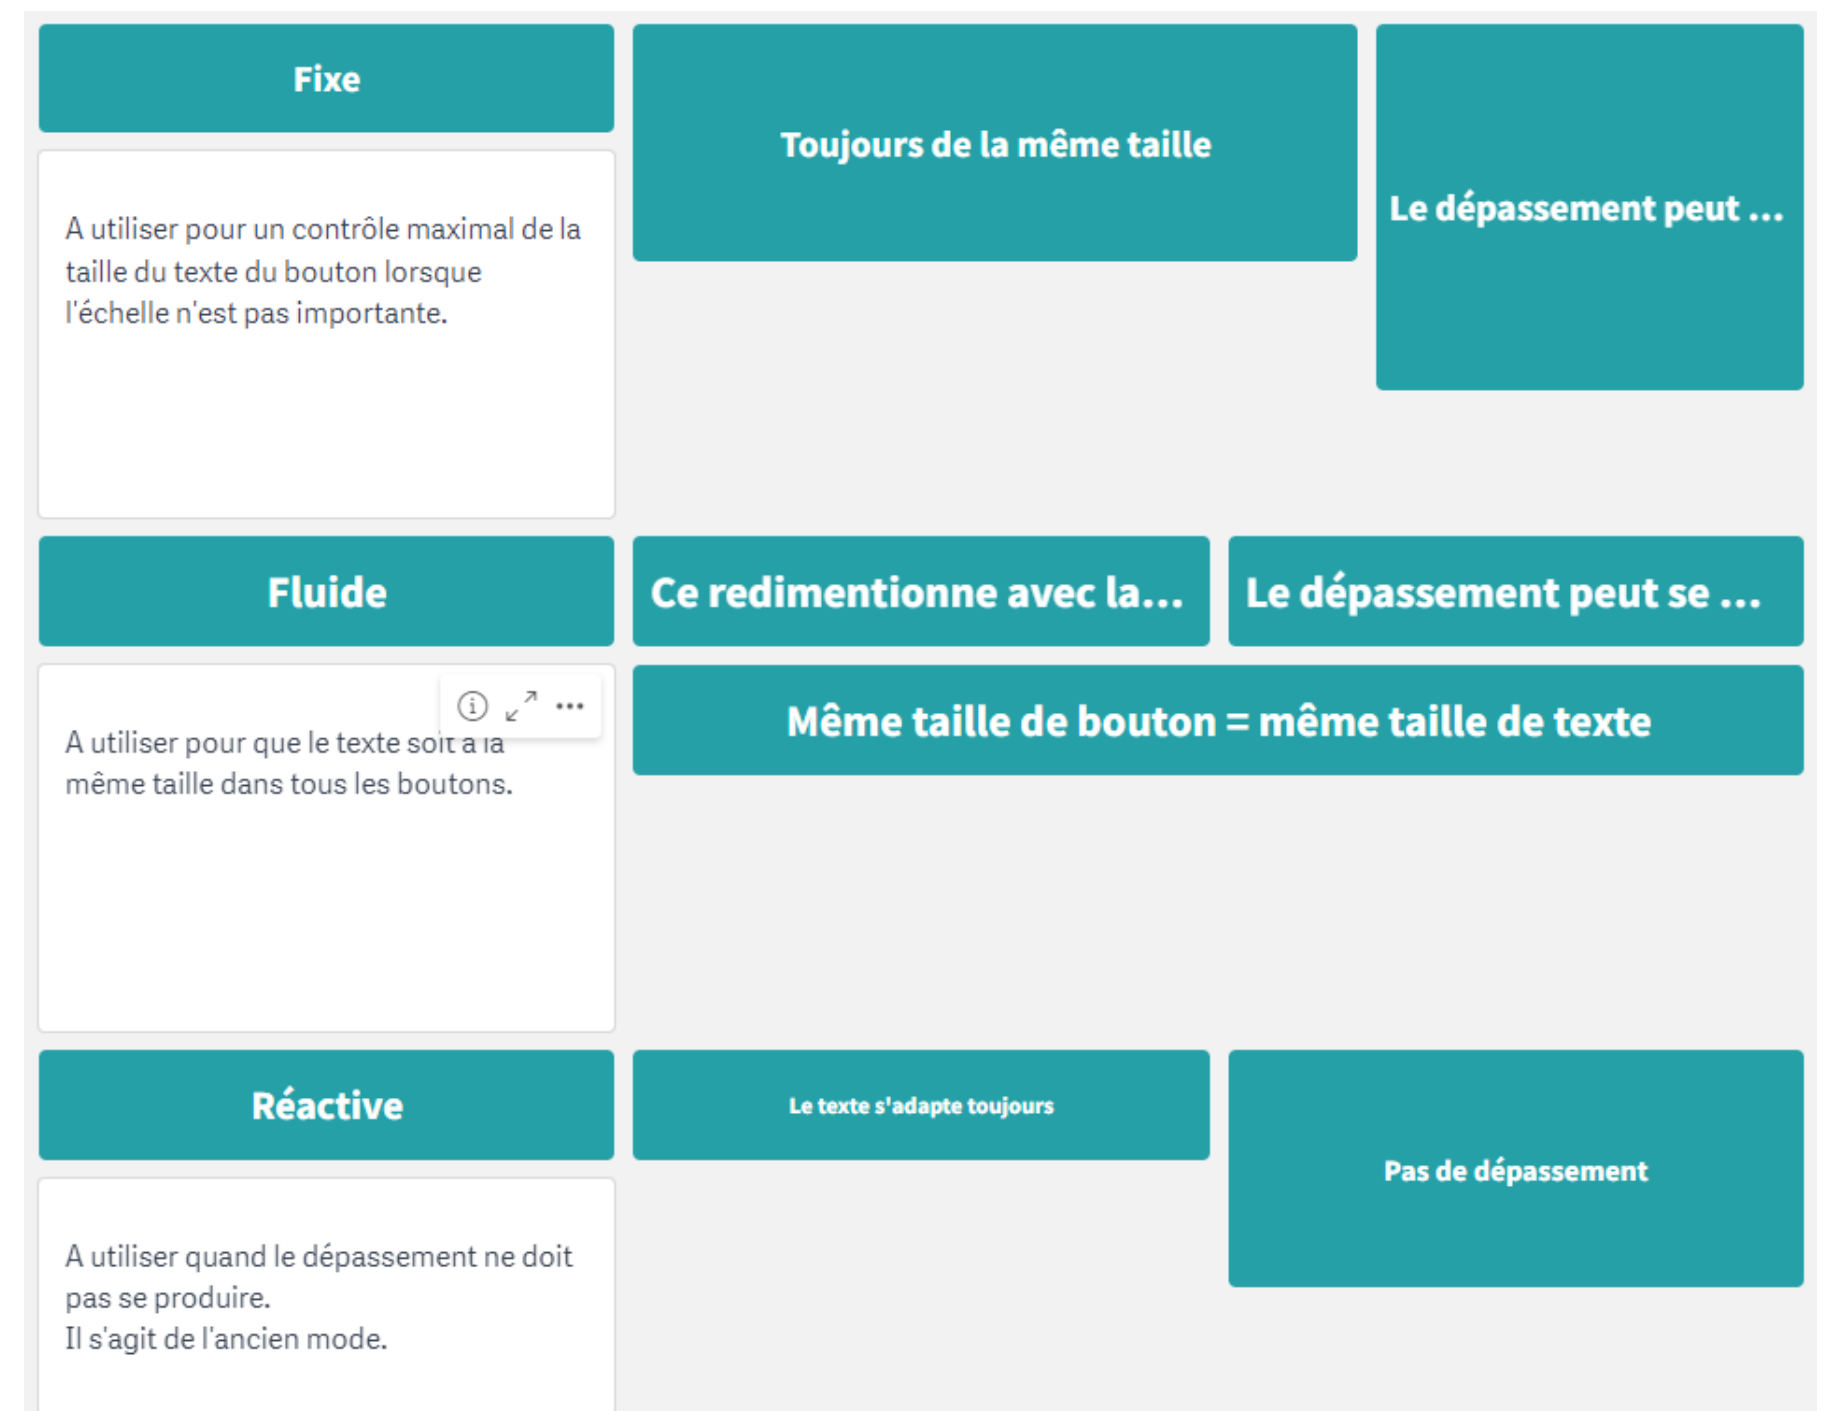 Fixe
Toujours de la même taille
Le dépassement peut ...
A utiliser pour un contrôle maximal de la
taille du texte du bouton lorsque
l'échelle n'est pas importante.
Fluide
Ce redimentionne avec la...
Le dépassement peut se ...
A utiliser pour que le texte soit à la
même taille dans tous les boutons.
Même taille de bouton = même taille de texte
Réactive
Le texte s'adapte toujours
Pas de dépassement
A utiliser quand le dépassement ne doit
pas se produire.
Il s'agit de l'ancien mode.